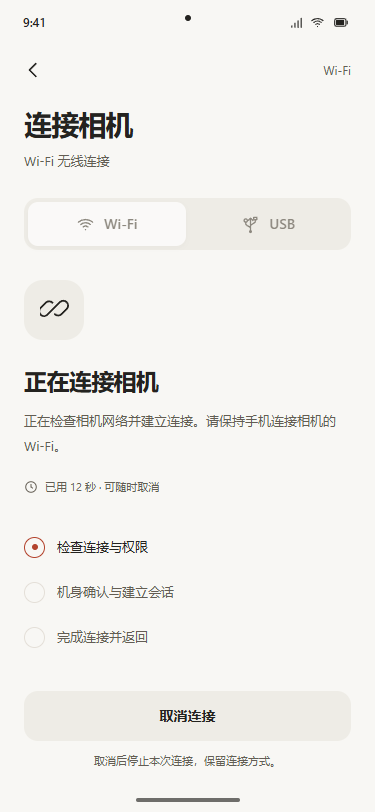 9:41
Wi-Fi
连接相机
Wi-Fi 无线连接
Wi-Fi
USB
正在连接相机
正在检查相机网络并建立连接。请保持手机连接相机的
Wi-Fi。
已用 12 秒 · 可随时取消
检查连接与权限
机身确认与建立会话
完成连接并返回
取消连接
取消后停止本次连接，保留连接方式。